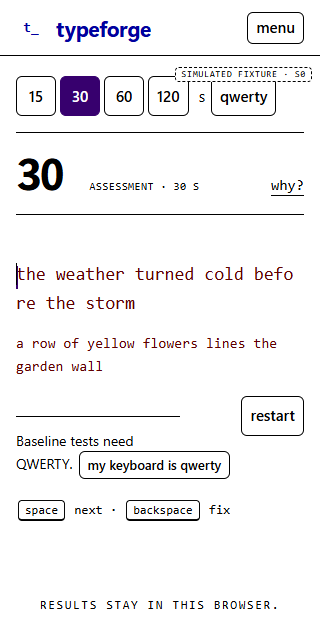 t_ typeforge menu
SIMULATED FIXTURE · S0
15 30 60 120 s qwerty
30 ASSESSMENT · 30 S why?
the weather turned cold befo
re the storm
a row of yellow flowers lines the
garden wall
restart
Baseline tests need
QWERTY. my keyboard is qwerty
space next · backspace fix
RESULTS STAY IN THIS BROWSER.